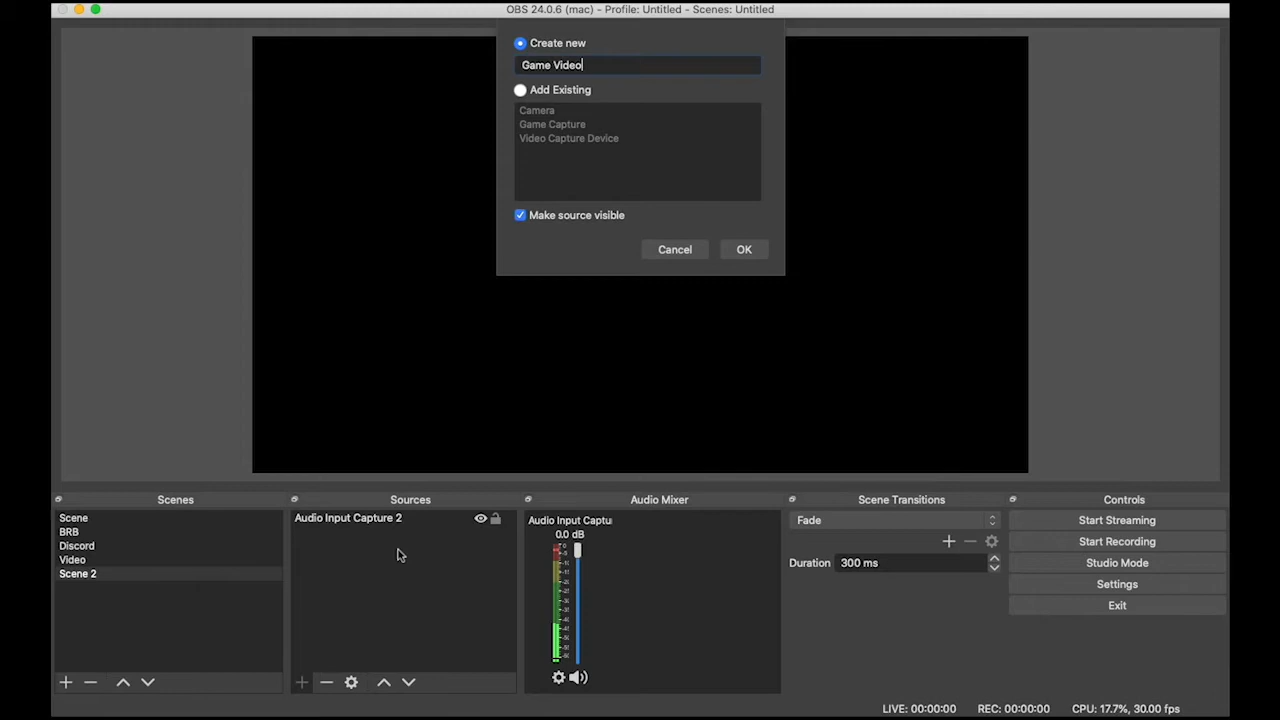 OBS 24.0.6 (mac) - Profile: Untitled - Scenes: Untitled
Create new
Game Video
Add Existing
Camera
Game Capture
Video Capture Device
Make source visible
Cancel OK
Scenes
Scene
BRB
Discord
Video
Scene 2
Sources
Audio Input Capture 2
Audio Mixer
Audio Input Captu
0.0 dB
Scene Transitions
Fade
Duration 300 ms
Controls
Start Streaming
Start Recording
Studio Mode
Settings
Exit
LIVE: 00:00:00 REC: 00:00:00 CPU: 17.7%, 30.00 fps